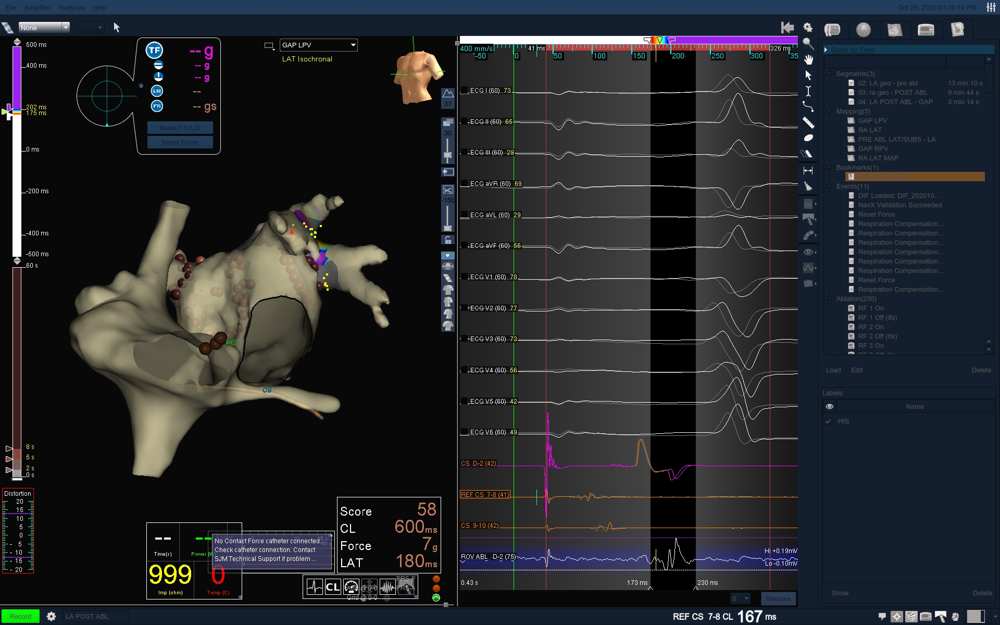 File Amplifier HotKeys Help
Oct 28, 2020 01:06:14 PM
None
500 ms
400 ms
202 ms
175 ms
0 ms
-200 ms
-400 ms
-500 ms
60 s
8 s
5 s
2 s
0 s
TF -- g
-- g
-- g
LSI --
FTI -- gs
Reset FTI/LSI
Reset Force
GAP LPV
LAT Isochronal
37
30
-150
HIS
CS
Distortion
20
15
10
5
0
- 5
- 10
- 15
- 20
-- --
Time(s) Power (
999 0
Imp (ohm) Temp (C)
No Contact Force catheter connected.
Check catheter connection. Contact
SJM Technical Support if problem ...
Score 58
CL 600ms
Force 7g
LAT 180ms
CL
400 mm/s 41 ms 326 ms
-50 0 50 100 150 200 250 300 35
ECG I (60) 73
ECG II (60) 65
ECG III (60) 29
ECG aVR (60) 69
ECG aVL (60) 29
ECG aVF (60) 56
ECG V1 (60) 78
ECG V2 (60) 77
ECG V3 (60) 73
ECG V4 (60) 56
ECG V5 (60) 42
ECG V6 (60) 49
CS D-2 (42)
REF CS 7-8 (41)
CS 9-10 (42)
ROV ABL D-2 (75)
Hi +0.19mV
Lo -0.10mV
0.43 s 173 ms 230 ms
0 Resume
Order by Time
Segments(3)
02: LA geo - pre abl 13 min 10 s
03: ra geo - POST ABL 9 min 44 s
04: LA POST ABL - GAP 3 min 14 s
Mapping(5)
GAP LPV
RA LAT
PRE ABL LAT/SUBS - LA
GAP RPV
RA LAT MAP
Bookmarks(1)
Events(11)
DIF Loaded: DIF_202010...
NavX Validation Succeeded
Reset Force
Respiration Compensation...
Respiration Compensation...
Respiration Compensation...
Respiration Compensation...
Respiration Compensation...
Respiration Compensation...
Reset Force
Respiration Compensation...
Ablation(250)
RF 1 On
RF 1 Off (8s)
RF 2 On
RF 2 Off (8s)
RF 3 On
Load Edit Delete
Labels:
Name
HIS
Show Delete
Record LA POST ABL
REF CS 7-8 CL 167 ms